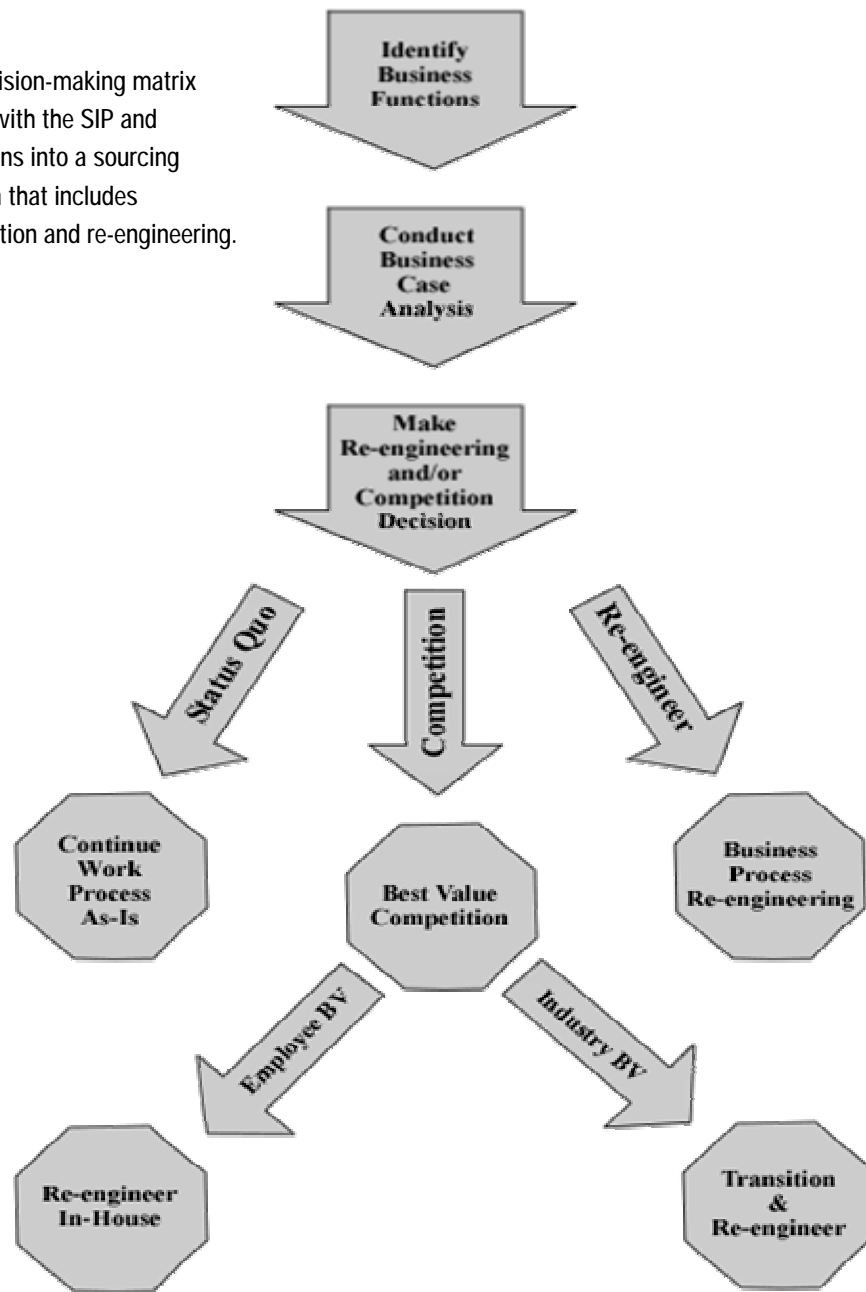 ision-making matrix
with the SIP and
ns into a sourcing
that includes
tion and re-engineering.
Identify
Business
Functions
Conduct
Business
Case
Analysis
Make
Re-engineering
and/or
Competition
Decision
Status Quo
Competition
Re-engineer
Continue
Work
Process
As-Is
Best Value
Competition
Business
Process
Re-engineering
Employee BV
Industry BV
Re-engineer
In-House
Transition
&
Re-engineer